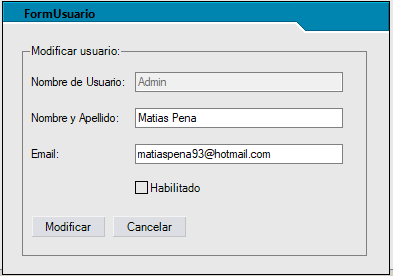 FormUsuario
Modificar usuario:
Nombre de Usuario: Admin
Nombre y Apellido: Matias Pena
Email: matiaspena93@hotmail.com
Habilitado
Modificar Cancelar